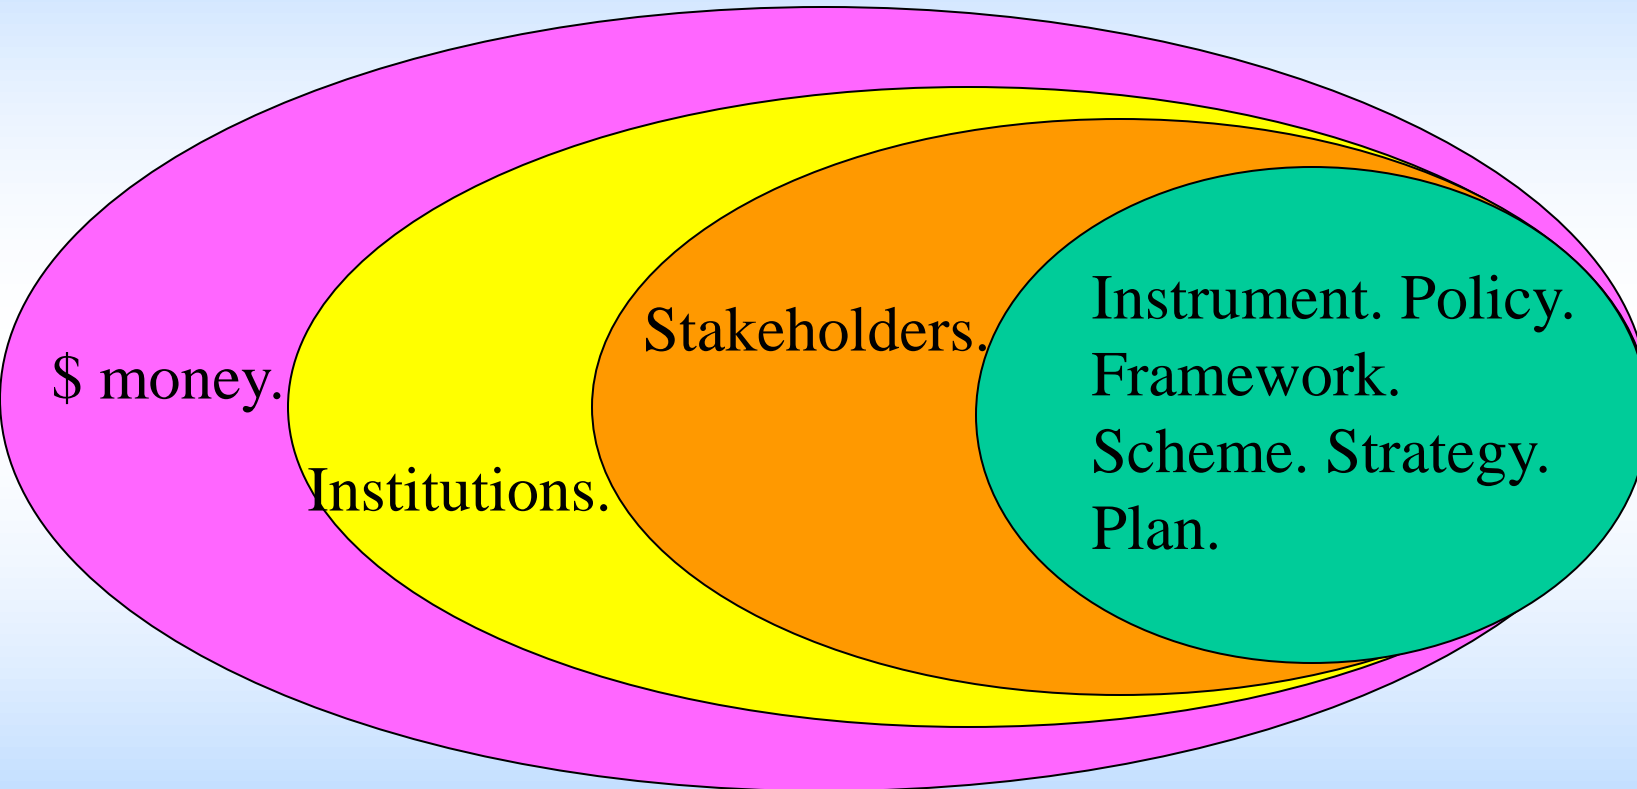 $ money.
Institutions.
Stakeholders.
Instrument. Policy.
Framework.
Scheme. Strategy.
Plan.